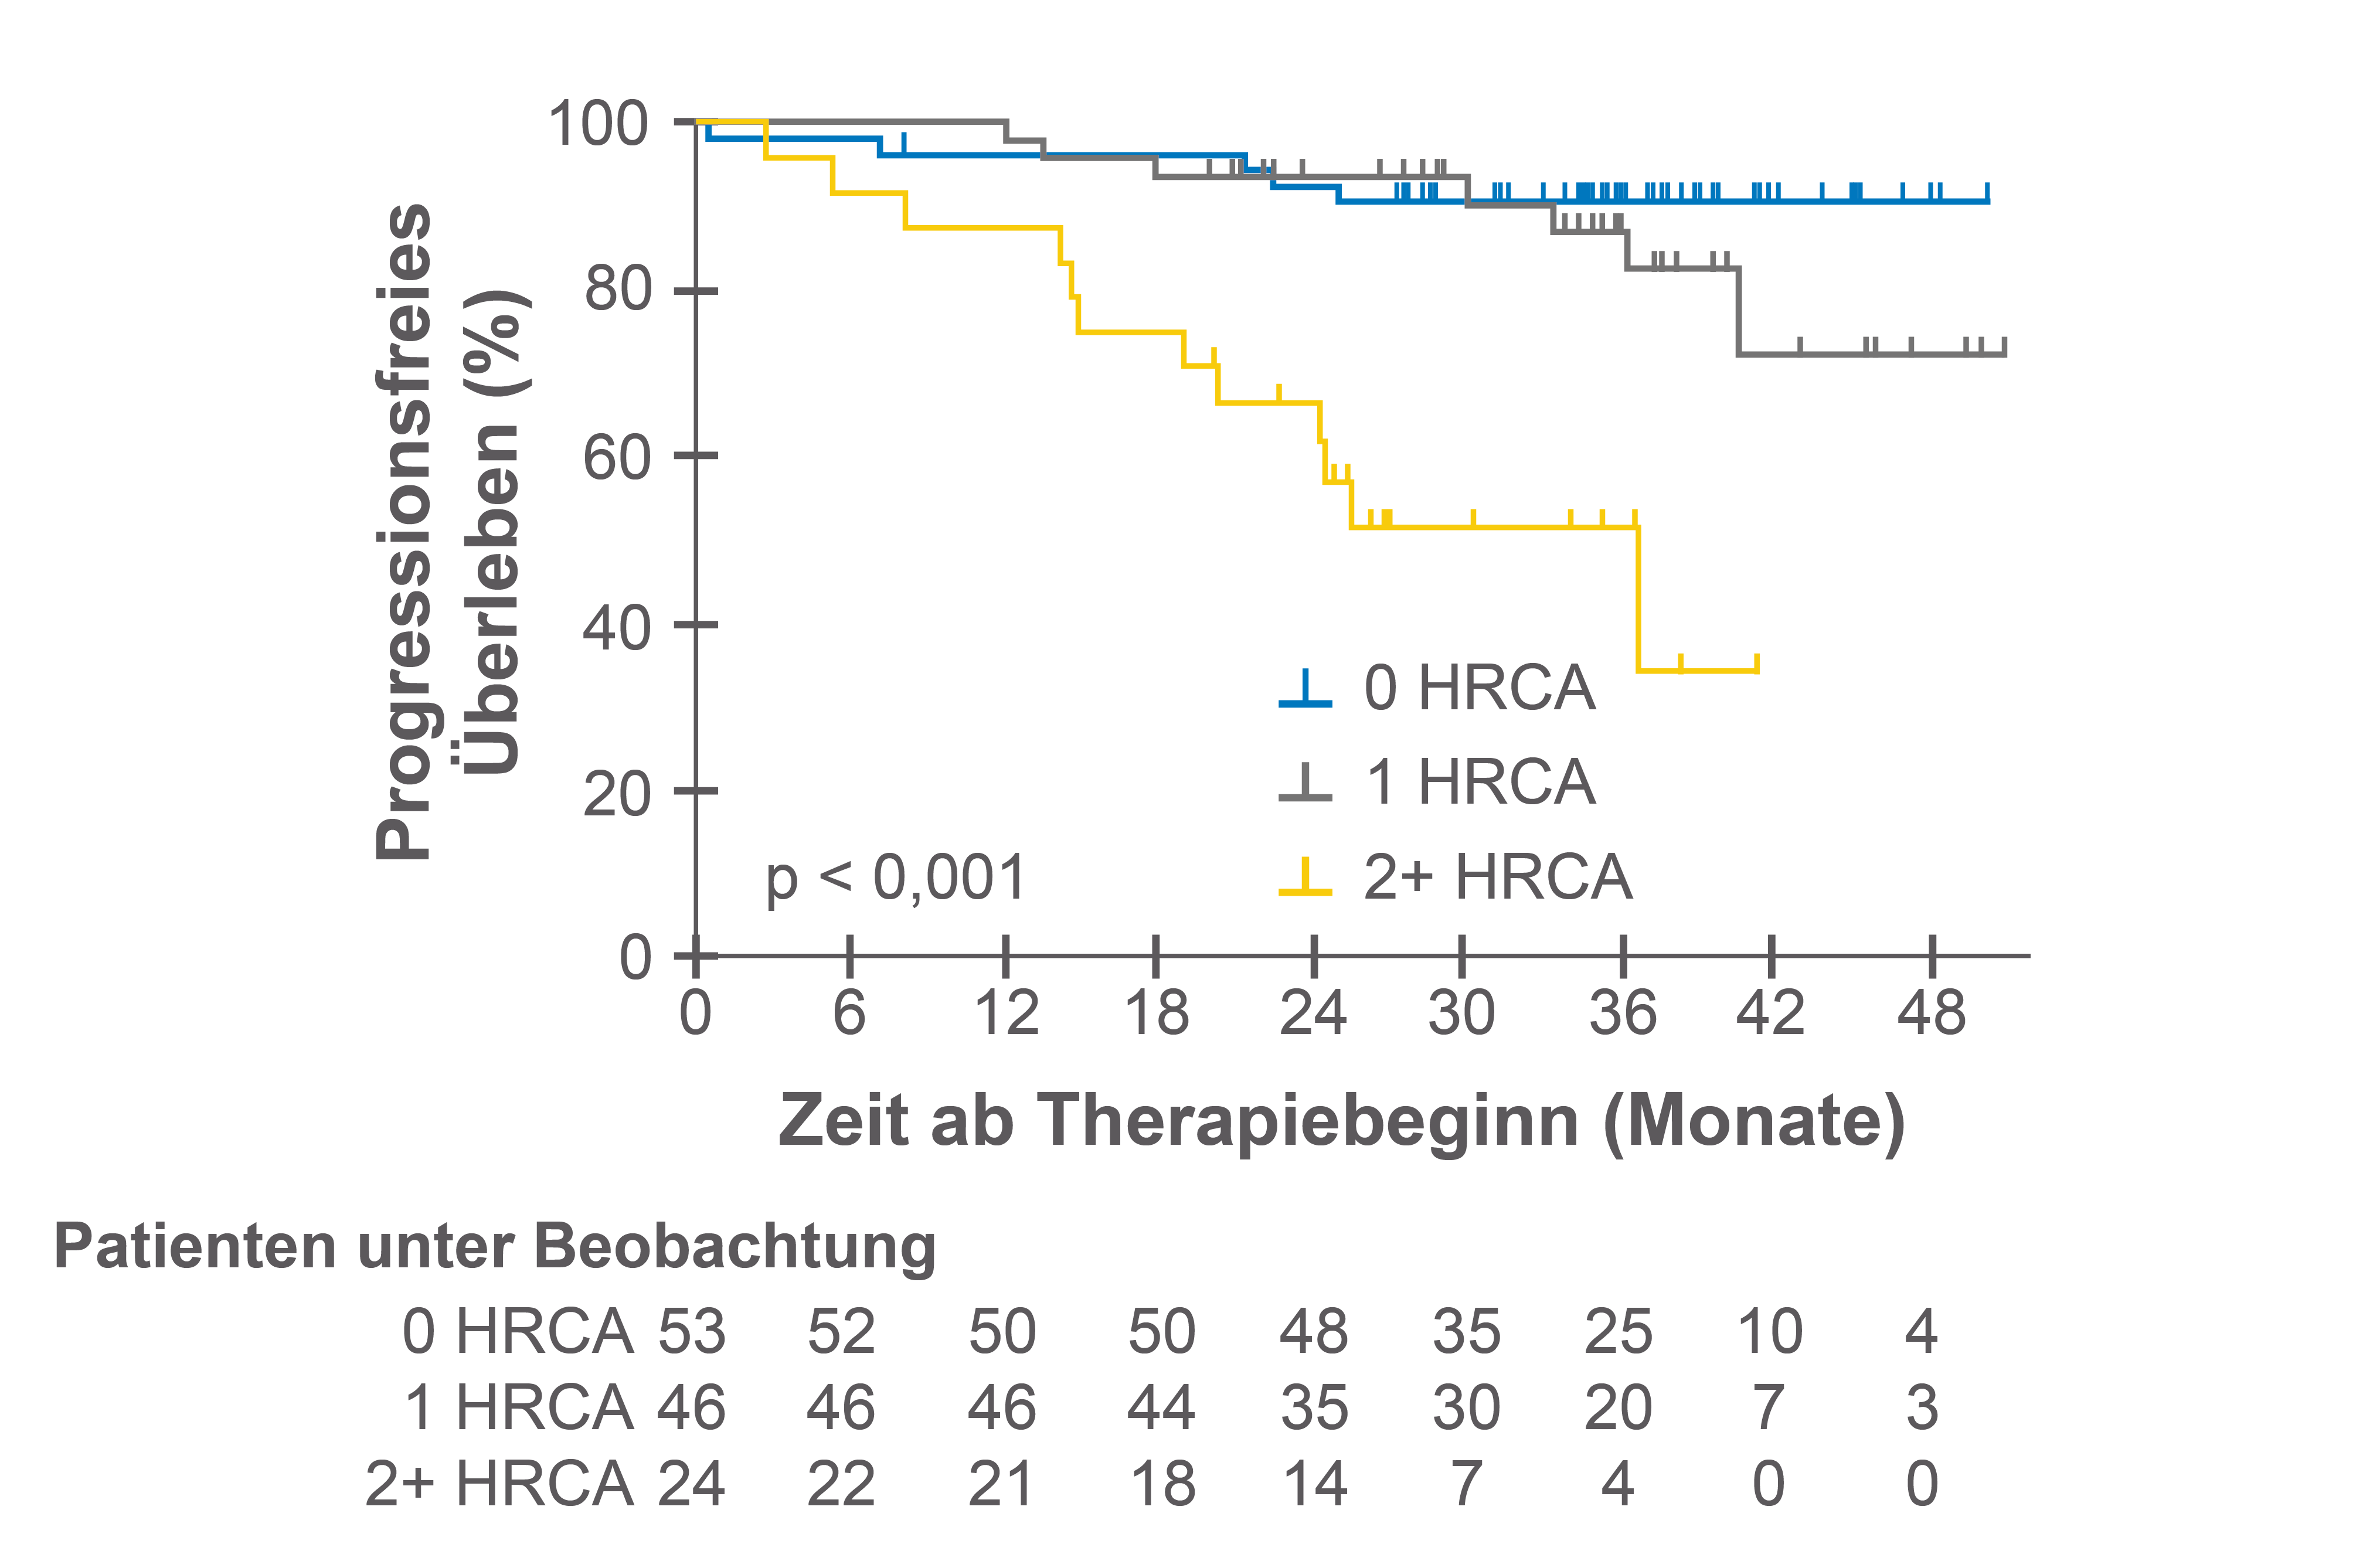 Progressionsfreies
Überleben (%)
100
80
60
40
20
0
0 HRCA
1 HRCA
2+ HRCA
p < 0,001
0 6 12 18 24 30 36 42 48
Zeit ab Therapiebeginn (Monate)
Patienten unter Beobachtung
0 HRCA 53 52 50 50 48 35 25 10 4
1 HRCA 46 46 46 44 35 30 20 7 3
2+ HRCA 24 22 21 18 14 7 4 0 0